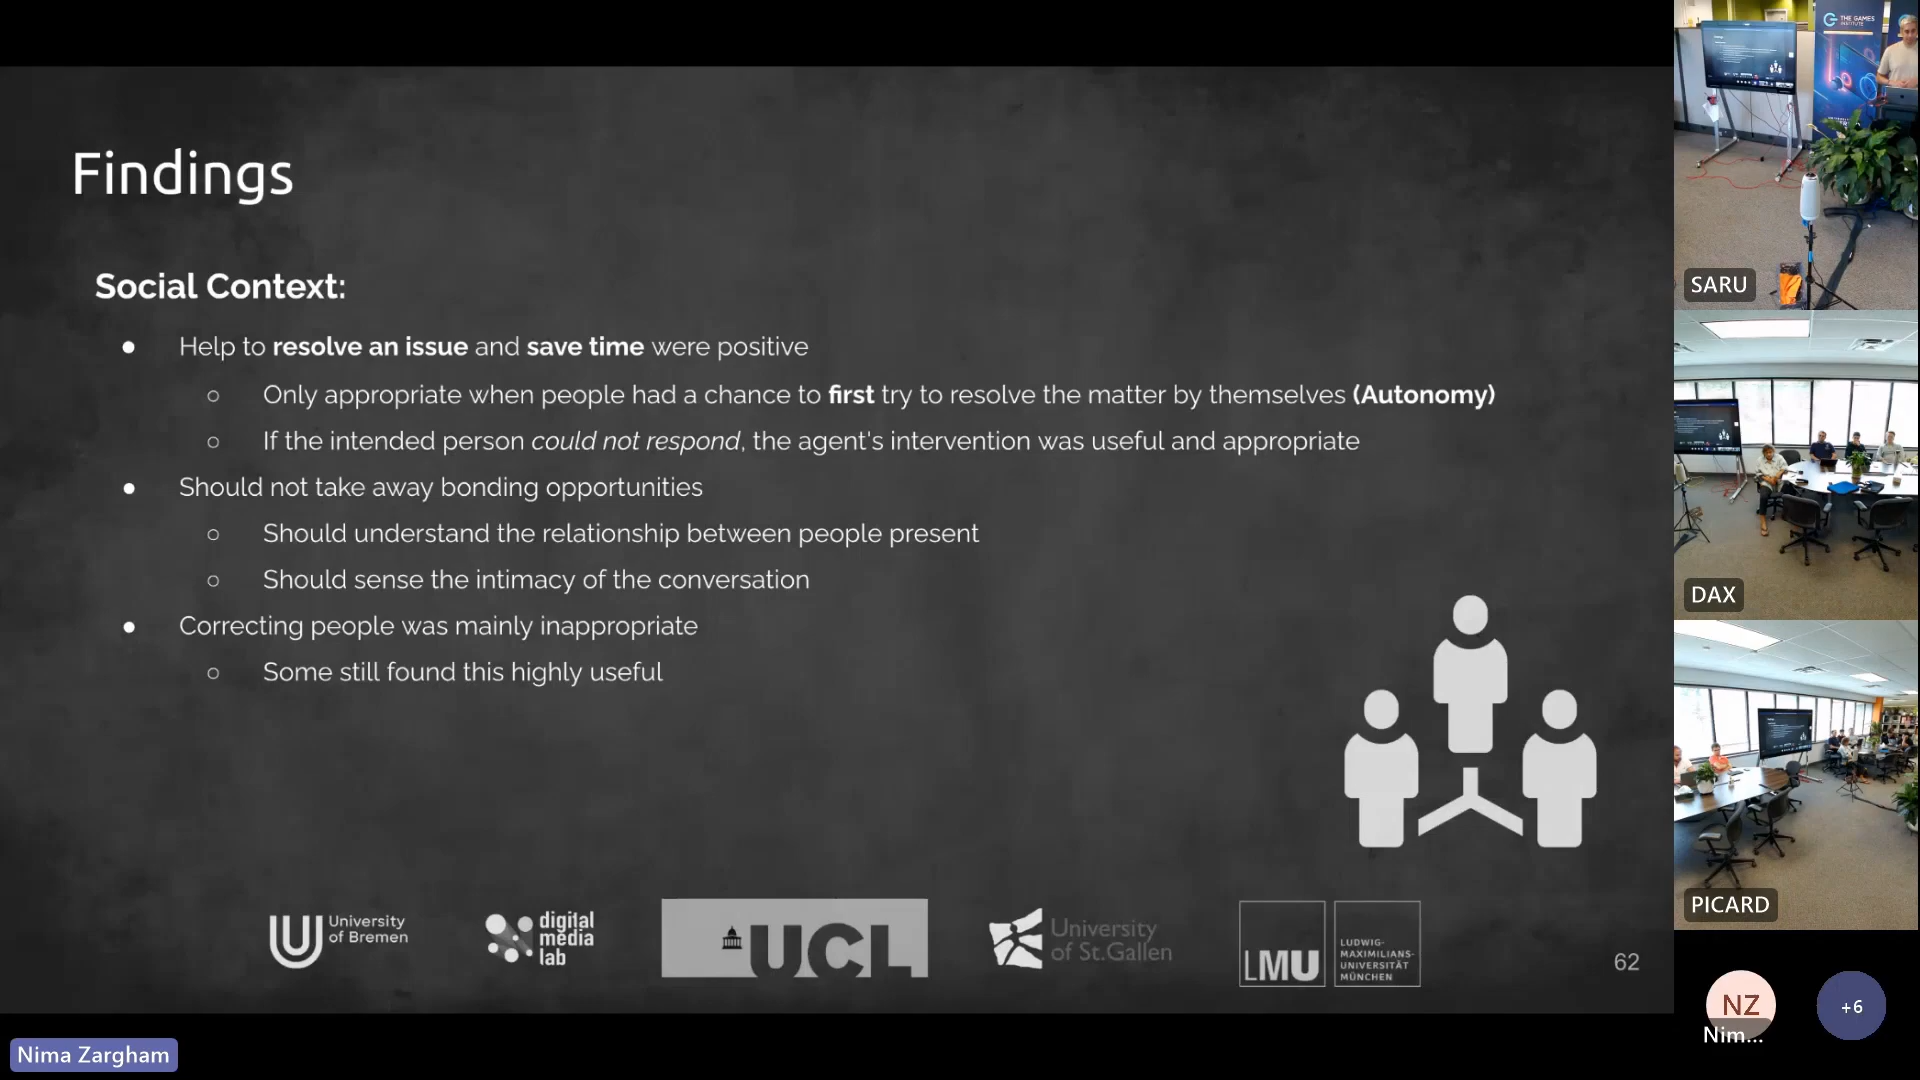 Findings
Social Context:
● Help to resolve an issue and save time were positive
○ Only appropriate when people had a chance to first try to resolve the matter by themselves (Autonomy)
○ If the intended person could not respond, the agent's intervention was useful and appropriate
● Should not take away bonding opportunities
○ Should understand the relationship between people present
○ Should sense the intimacy of the conversation
● Correcting people was mainly inappropriate
○ Some still found this highly useful
University
of Bremen
digital
media
lab
UCL
University
of St.Gallen
LMU
LUDWIG-
MAXIMILIANS-
UNIVERSITÄT
MÜNCHEN
62
Nima Zargham
THE GAMES
INSTITUTE
SARU
DAX
PICARD
NZ
Nim...
+6